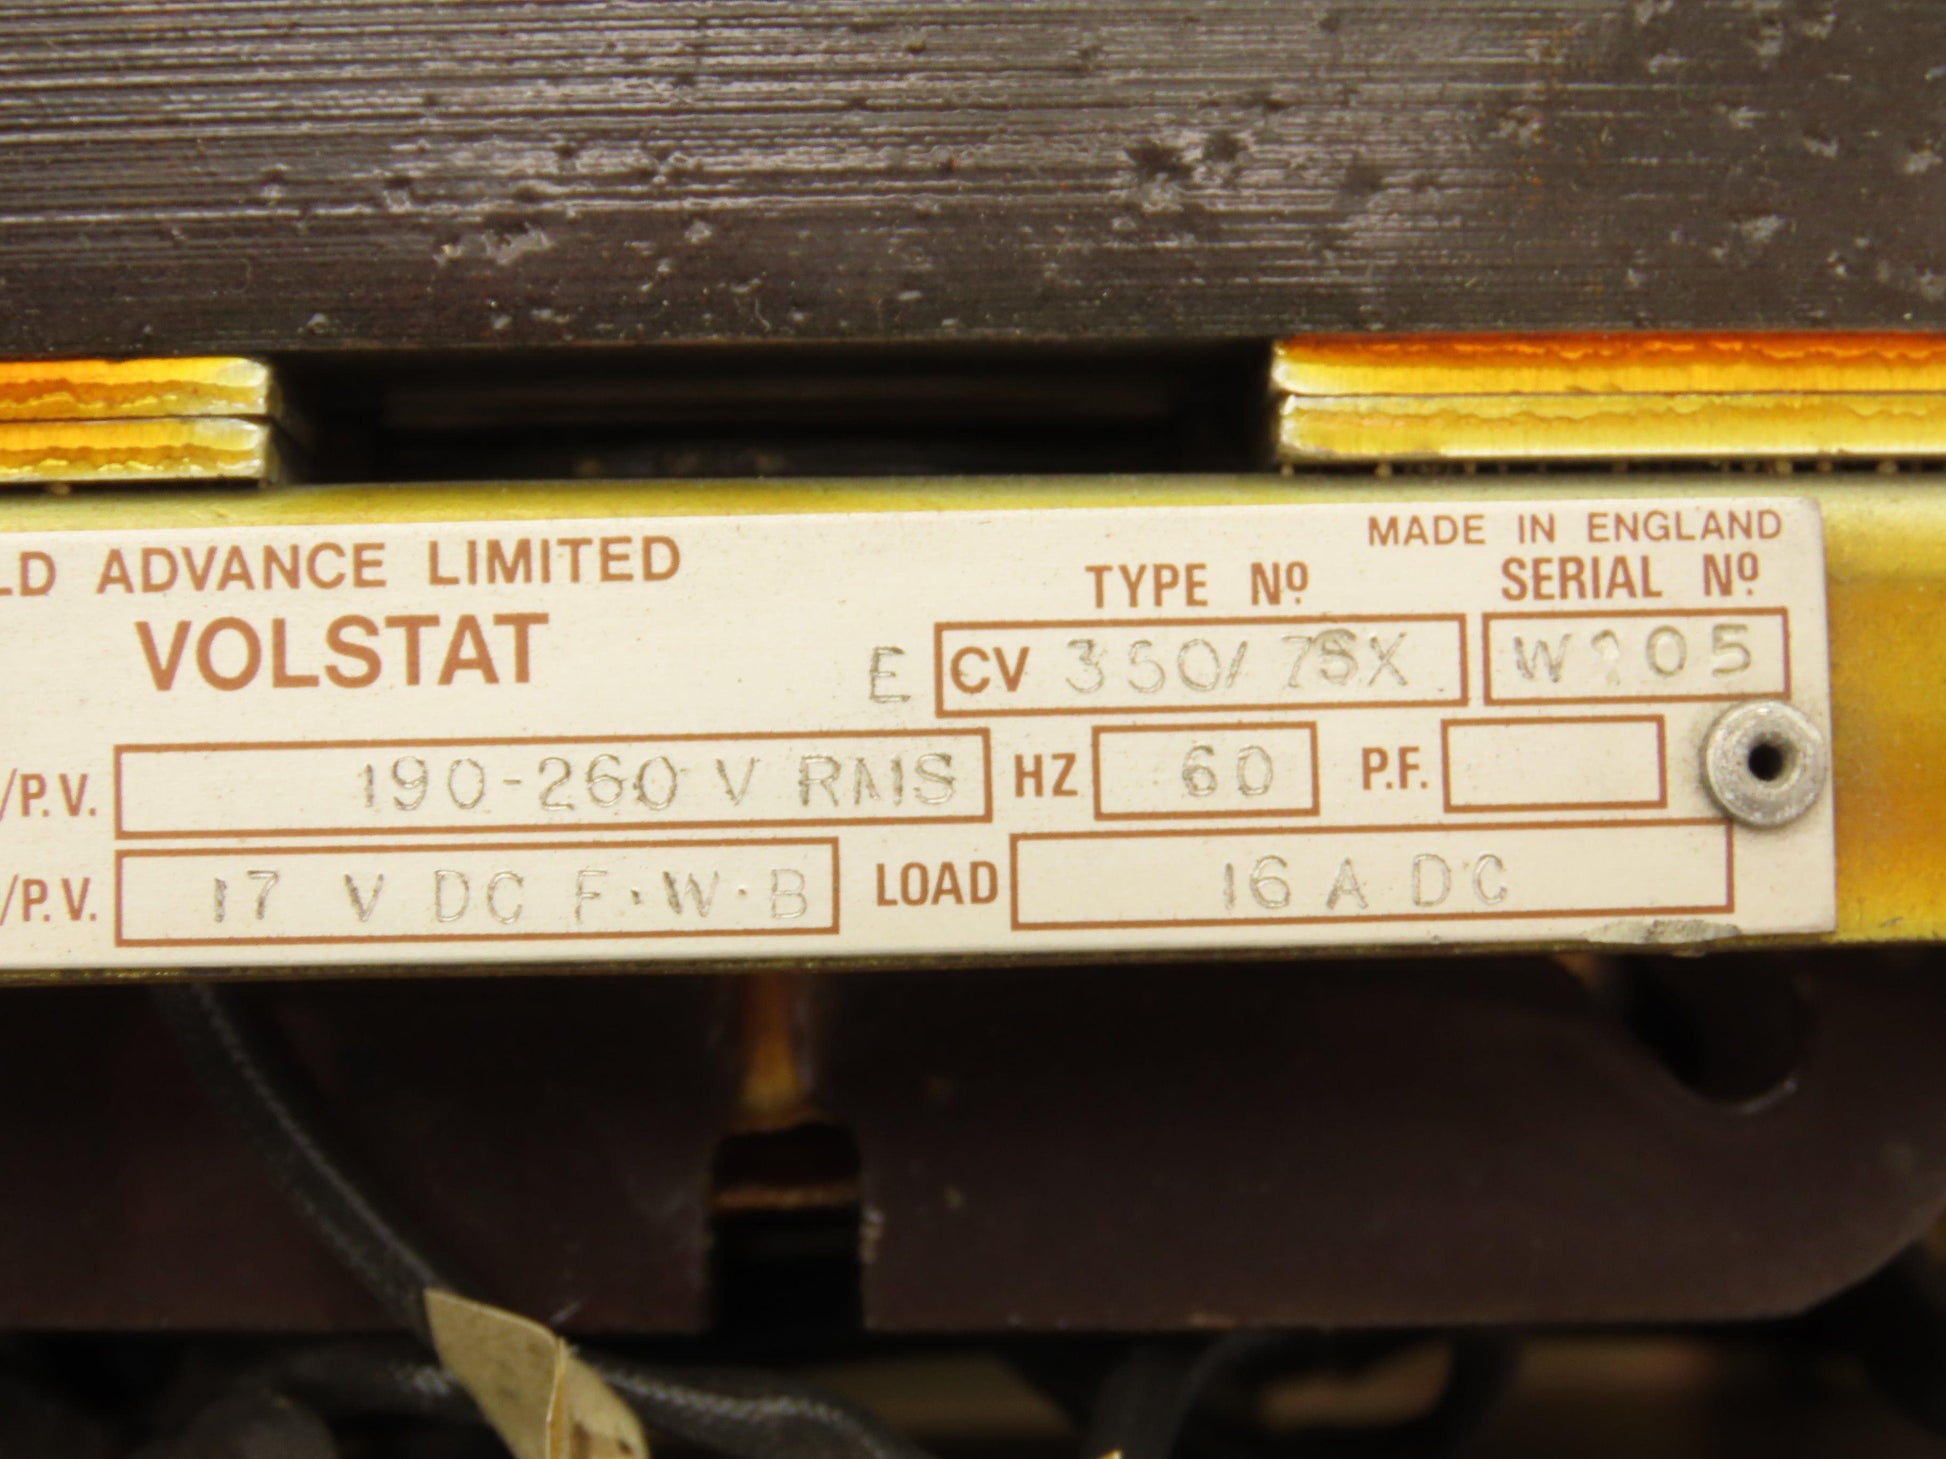 LD ADVANCE LIMITED
MADE IN ENGLAND
VOLSTAT
TYPE Nº
SERIAL Nº
E CV 350/
05
/P.V. 190-260 V RMS HZ 60 P.F.
/P.V. 17 V DC F.W.B LOAD 16 A DC